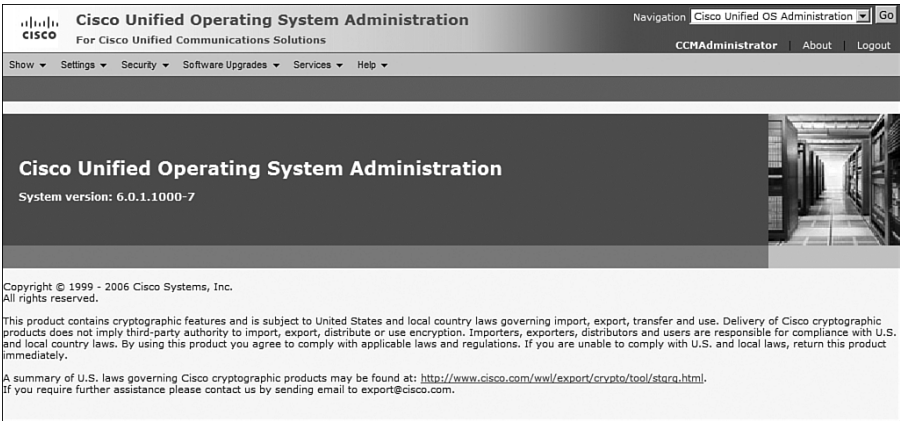 Cisco Unified Operating System Administration
Navigation Cisco Unified OS Administration Go
CISCO
For Cisco Unified Communications Solutions
CCMAdministrator About Logout
Show Settings Security Software Upgrades Services Help
Cisco Unified Operating System Administration
System version: 6.0.1.1000-7
Copyright © 1999 - 2006 Cisco Systems, Inc.
All rights reserved.
This product contains cryptographic features and is subject to United States and local country laws governing import, export, transfer and use. Delivery of Cisco cryptographic
products does not imply third-party authority to import, export, distribute or use encryption. Importers, exporters, distributors and users are responsible for compliance with U.S.
and local country laws. By using this product you agree to comply with applicable laws and regulations. If you are unable to comply with U.S. and local laws, return this product
immediately.
A summary of U.S. laws governing Cisco cryptographic products may be found at: http://www.cisco.com/wwl/export/crypto/tool/stqrg.html.
If you require further assistance please contact us by sending email to export@cisco.com.